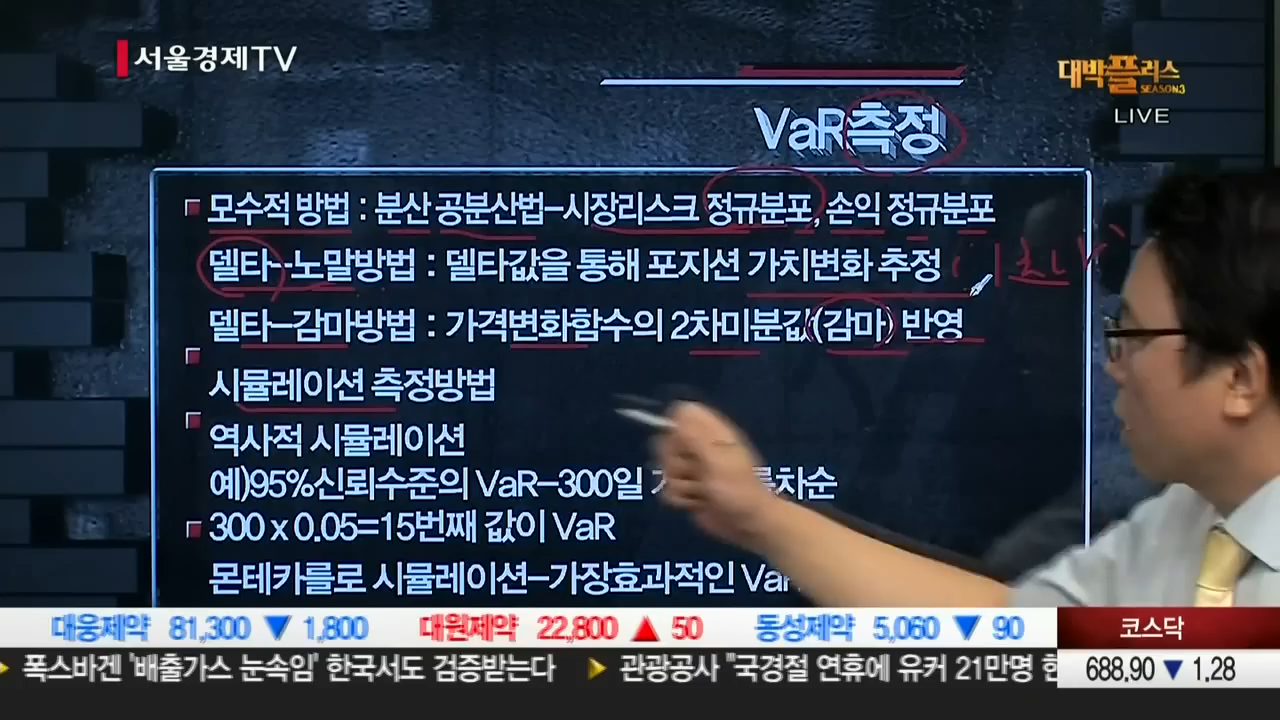 서울경제TV
대박플러스
SEASON3
LIVE
VaR측정
모수적 방법 : 분산 공분산법-시장리스크 정규분포, 손익 정규분포
델타--노말방법 : 델타값을 통해 포지션 가치변화 추정
델타-감마방법 : 가격변화함수의 2차미분값(감마) 반영
시뮬레이션 측정방법
역사적 시뮬레이션
예)95%신뢰수준의 VaR-300일
300 x 0.05=15번째 값이 VaR
몬테카를로 시뮬레이션-가장효과적인 VaR
대웅제약 81,300 ▼ 1,800 대원제약 22,800 ▲ 50 동성제약 5,060 ▼ 90 코스닥
폭스바겐 '배출가스 눈속임' 한국서도 검증받는다 관광공사 "국경절 연휴에 유커 21만명 688.90 ▼ 1.28